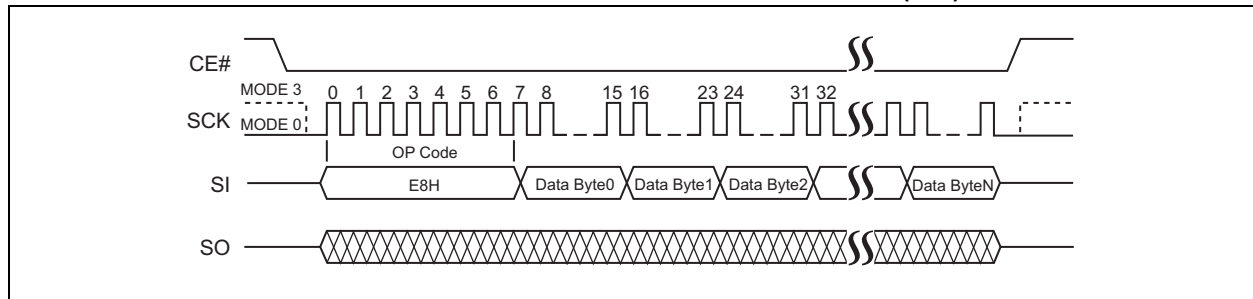 CE#
MODE 3
0 1 2 3 4 5 6 7 8 15 16 23 24 31 32
SCK
MODE 0
OP Code
SI E8H Data Byte0 Data Byte1 Data Byte2 Data ByteN
SO